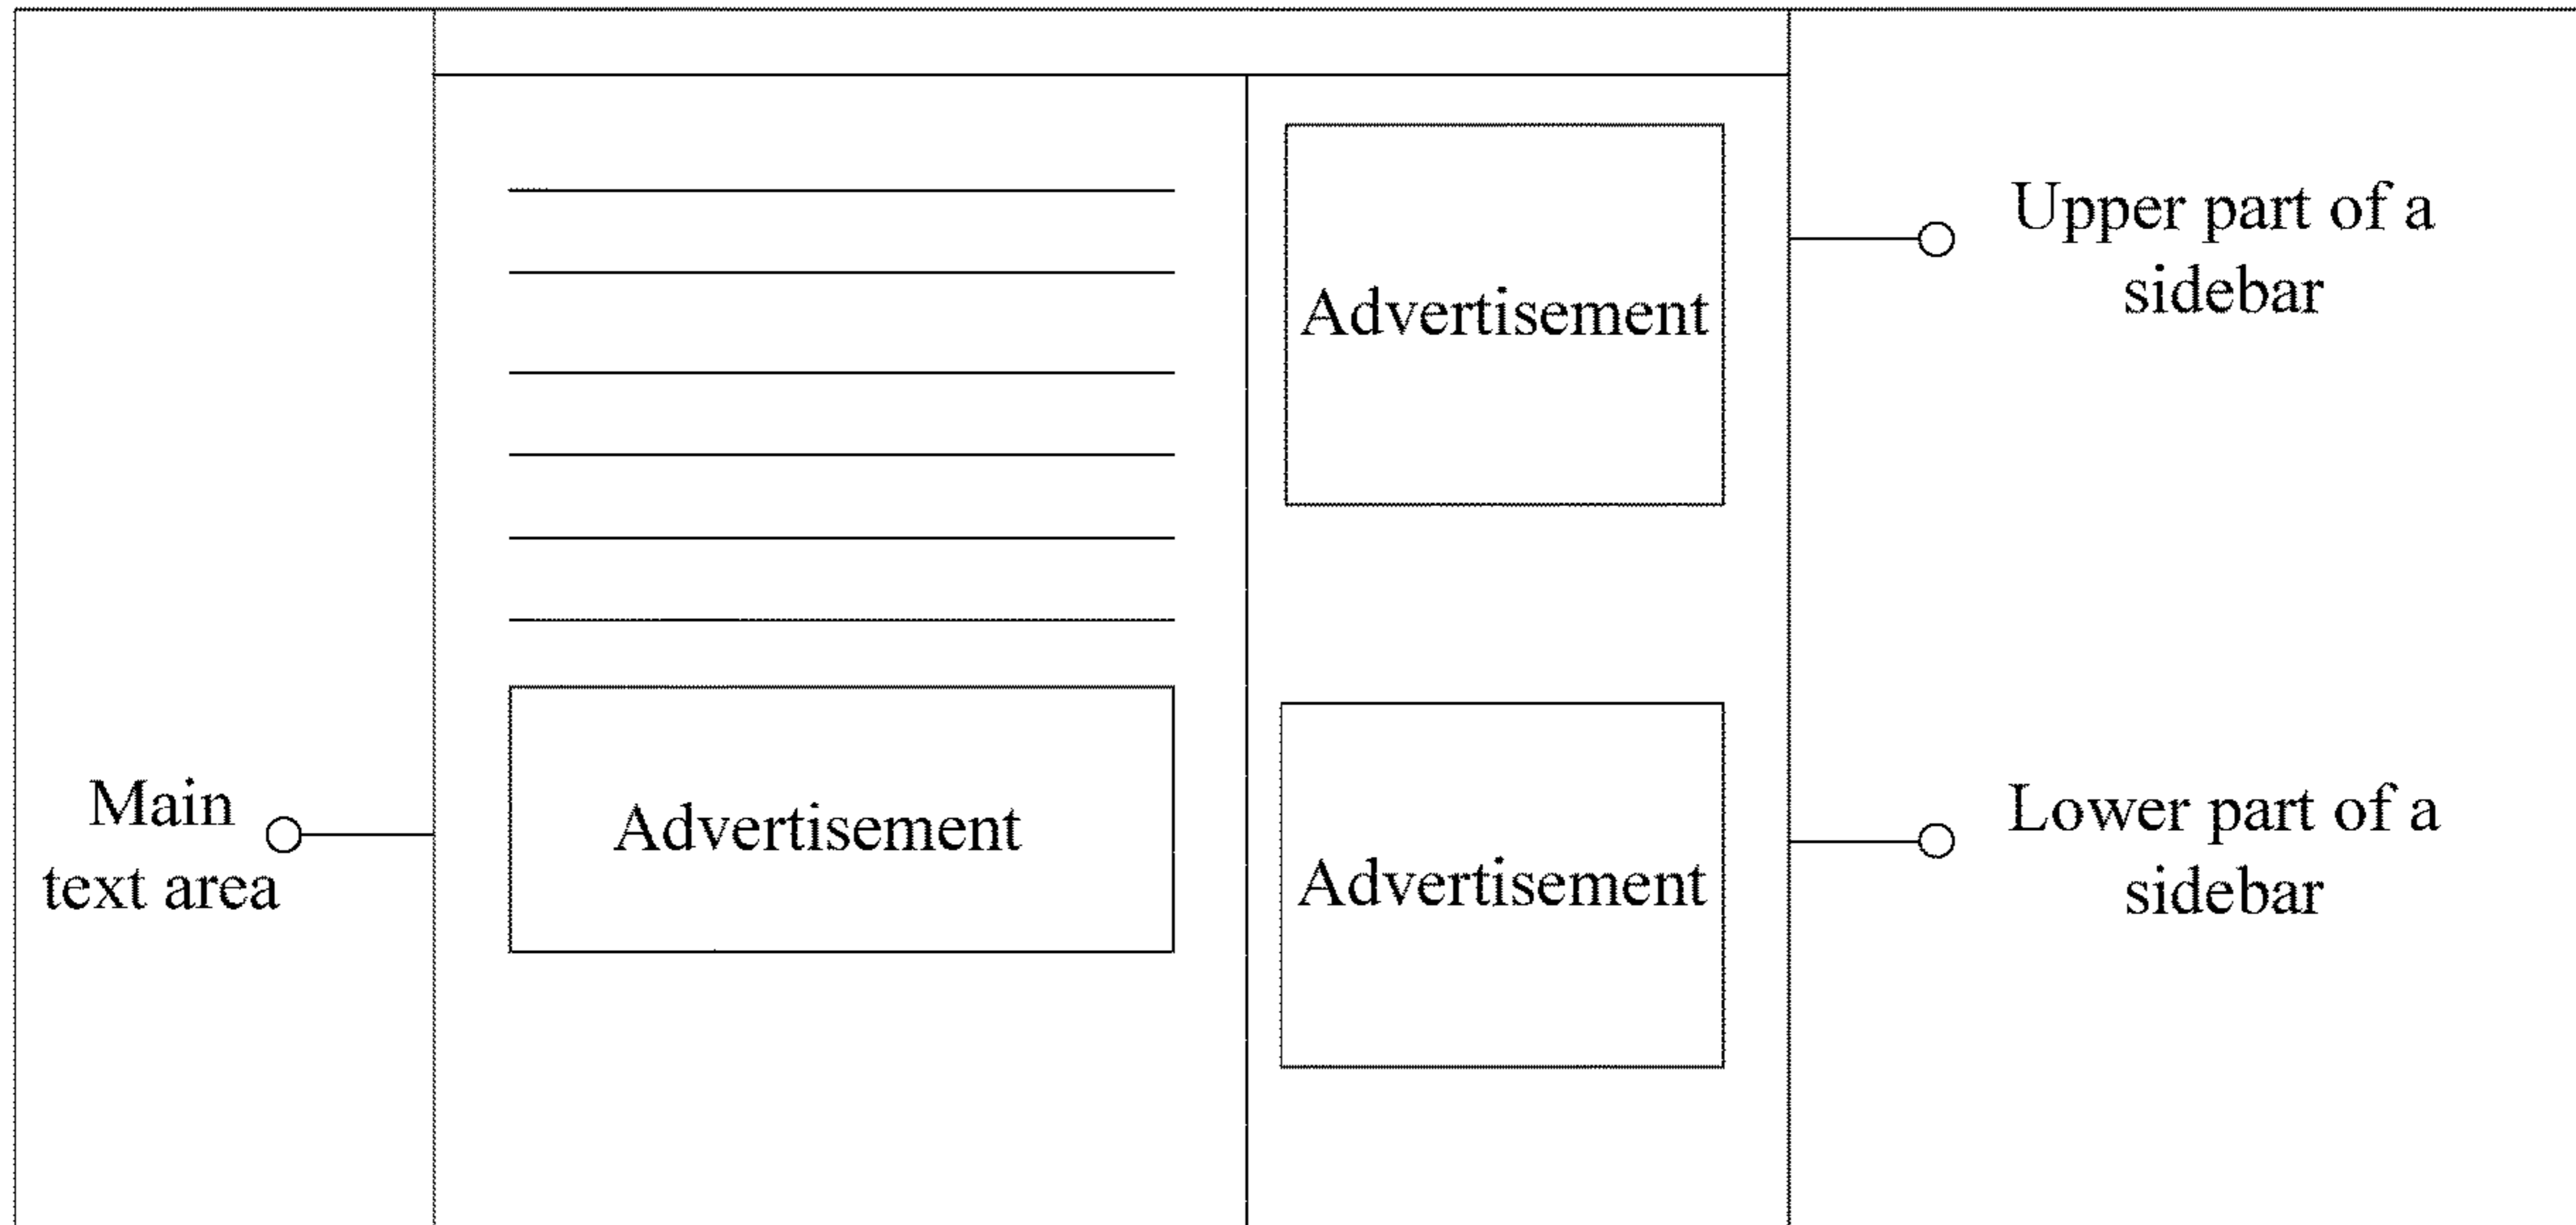 Advertisement
Upper part of a
sidebar
Main
text area
Advertisement
Advertisement
Lower part of a
sidebar